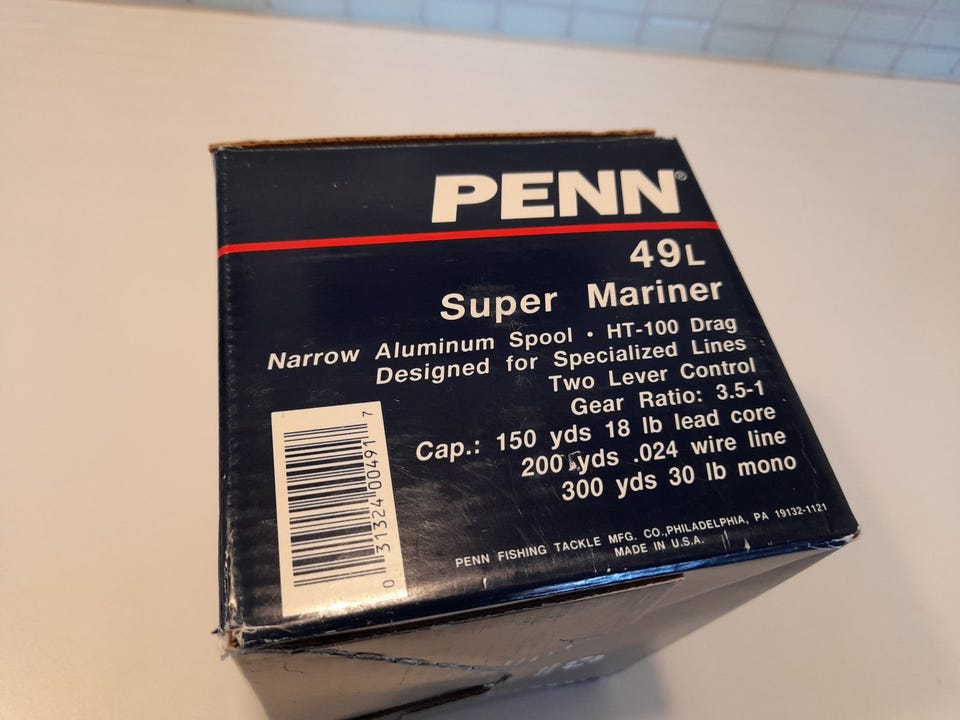 PENN®
49L
Super Mariner
Narrow Aluminum Spool • HT-100 Drag
Designed for Specialized Lines
Two Lever Control
Gear Ratio: 3.5-1
Cap.: 150 yds 18 lb lead core
200 yds .024 wire line
300 yds 30 lb mono
PENN FISHING TACKLE MFG. CO.,PHILADELPHIA, PA 19132-1121
MADE IN U.S.A.
0 31324 00491 7